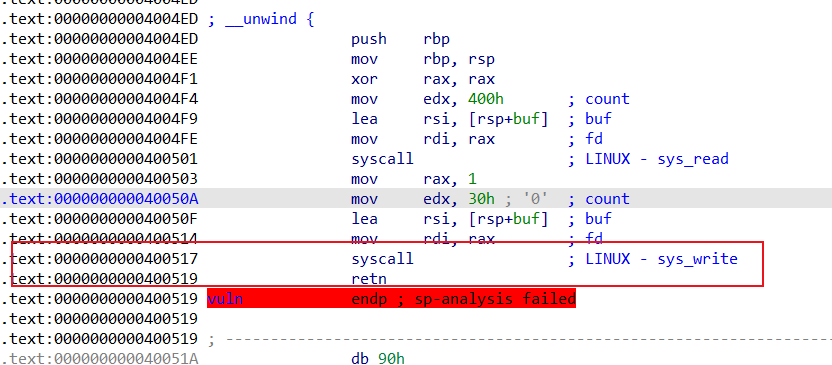 .text:00000000004004ED
.text:00000000004004ED ; __unwind {
.text:00000000004004ED push rbp
.text:00000000004004EE mov rbp, rsp
.text:00000000004004F1 xor rax, rax
.text:00000000004004F4 mov edx, 400h ; count
.text:00000000004004F9 lea rsi, [rsp+buf] ; buf
.text:00000000004004FE mov rdi, rax ; fd
.text:0000000000400501 syscall ; LINUX - sys_read
.text:0000000000400503 mov rax, 1
.text:000000000040050A mov edx, 30h ; '0' ; count
.text:000000000040050F lea rsi, [rsp+buf] ; buf
.text:0000000000400514 mov rdi, rax ; fd
.text:0000000000400517 syscall ; LINUX - sys_write
.text:0000000000400519 retn
.text:0000000000400519 vuln endp ; sp-analysis failed
.text:0000000000400519
.text:0000000000400519 ; ---------------------------------------------------------------------------
.text:000000000040051A db 90h